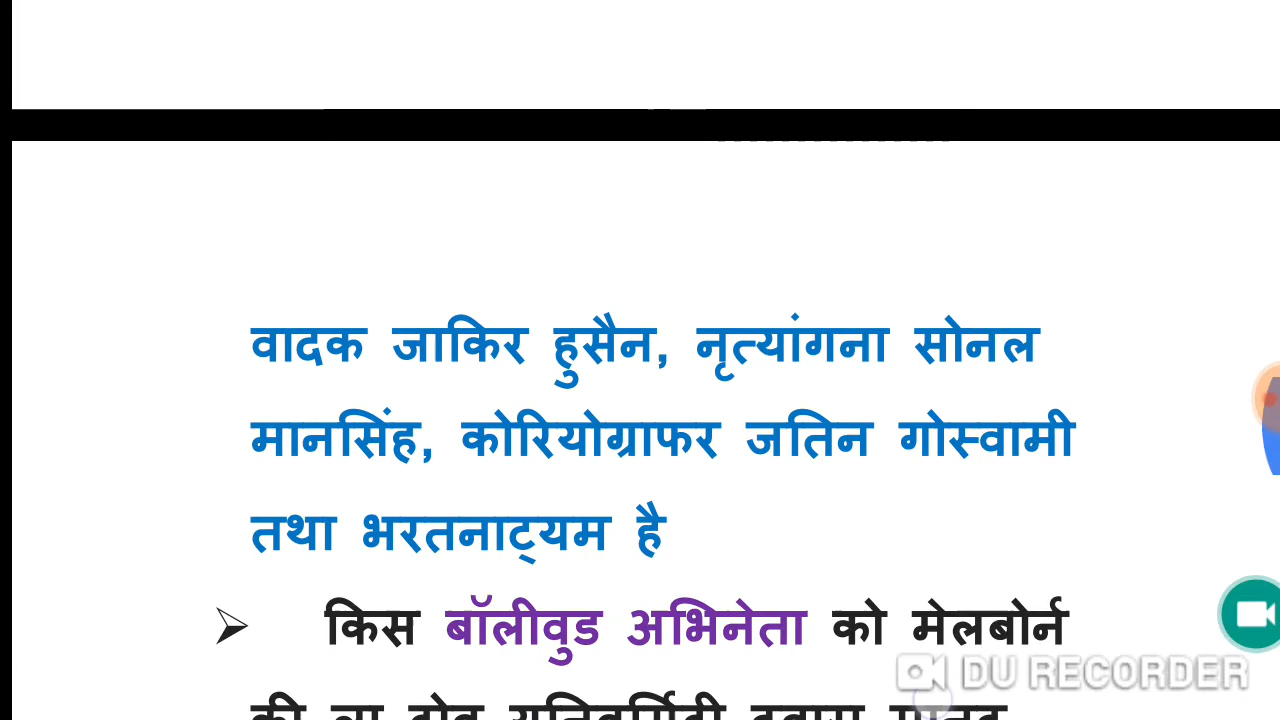 वादक जाकिर हुसैन, नृत्यांगना सोनल
मानसिंह, कोरियोग्राफर जतिन गोस्वामी
तथा भरतनाट्यम है
➢ किस बॉलीवुड अभिनेता को मेलबोर्न
DU RECORDER
की ला